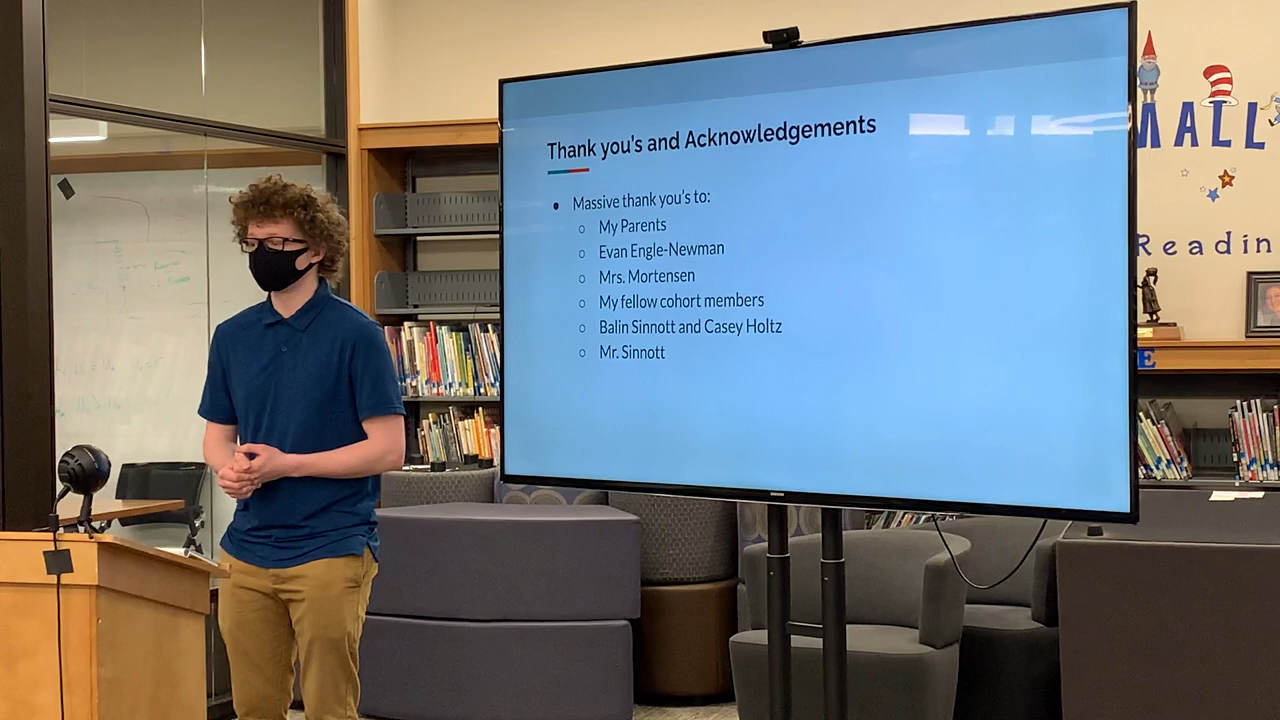 Thank you's and Acknowledgements
Massive thank you's to:
My Parents
Evan Engle-Newman
Mrs. Mortensen
My fellow cohort members
Balin Sinnott and Casey Holtz
Mr. Sinnott
MALL
Readin
E
SAMSUNG